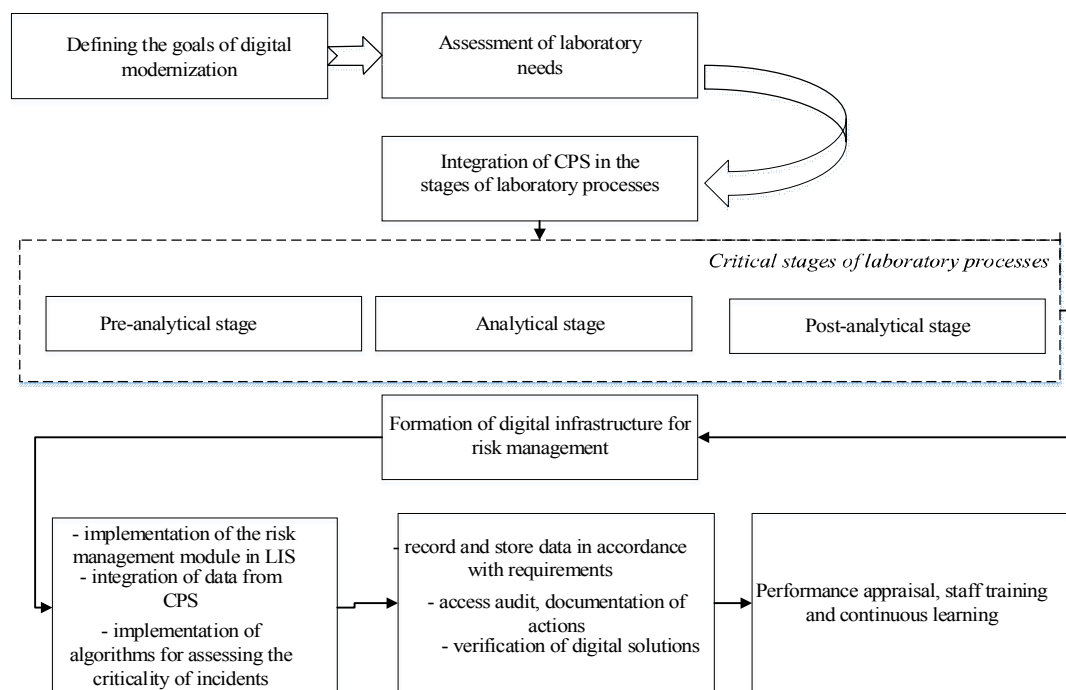 Defining the goals of digital
modernization
Assessment of laboratory
needs
Integration of CPS in the
stages of laboratory processes
Critical stages of laboratory processes
Pre-analytical stage
Analytical stage
Post-analytical stage
Formation of digital infrastructure for
risk management
- implementation of the risk
management module in LIS
- integration of data from
CPS
- implementation of
algorithms for assessing the
criticality of incidents
- record and store data in accordance
with requirements
- access audit, documentation of
actions
- verification of digital solutions
Performance appraisal, staff training
and continuous learning